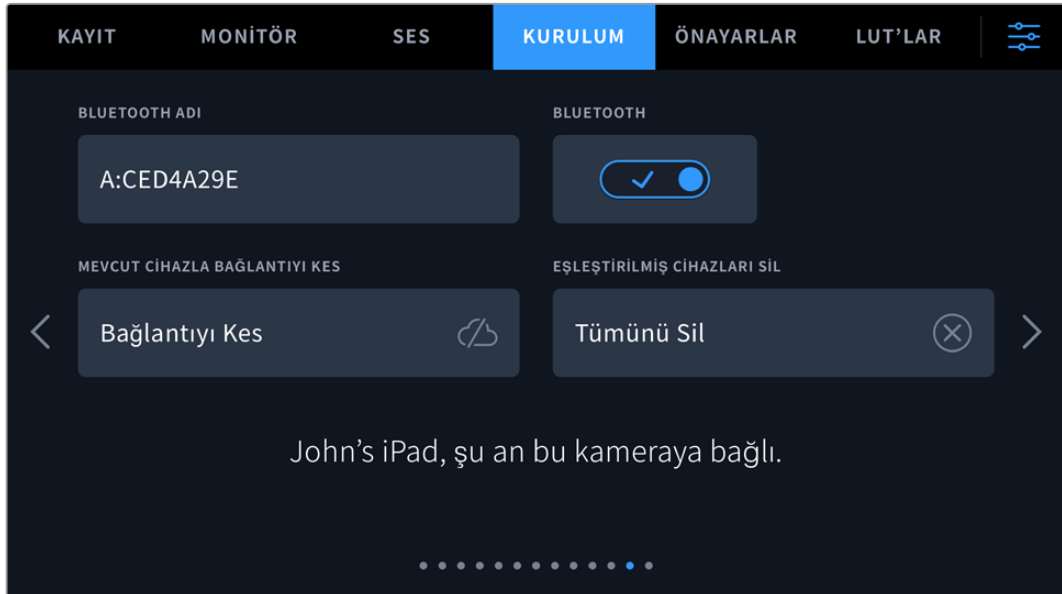 KAYIT MONİTÖR SES KURULUM ÖNAYARLAR LUT’LAR
BLUETOOTH ADI BLUETOOTH
A:CED4A29E
MEVCUT CİHAZLA BAĞLANTIYI KES EŞLEŞTİRİLMİŞ CİHAZLARI SİL
Bağlantıyı Kes Tümünü Sil
John’s iPad, şu an bu kameraya bağlı.